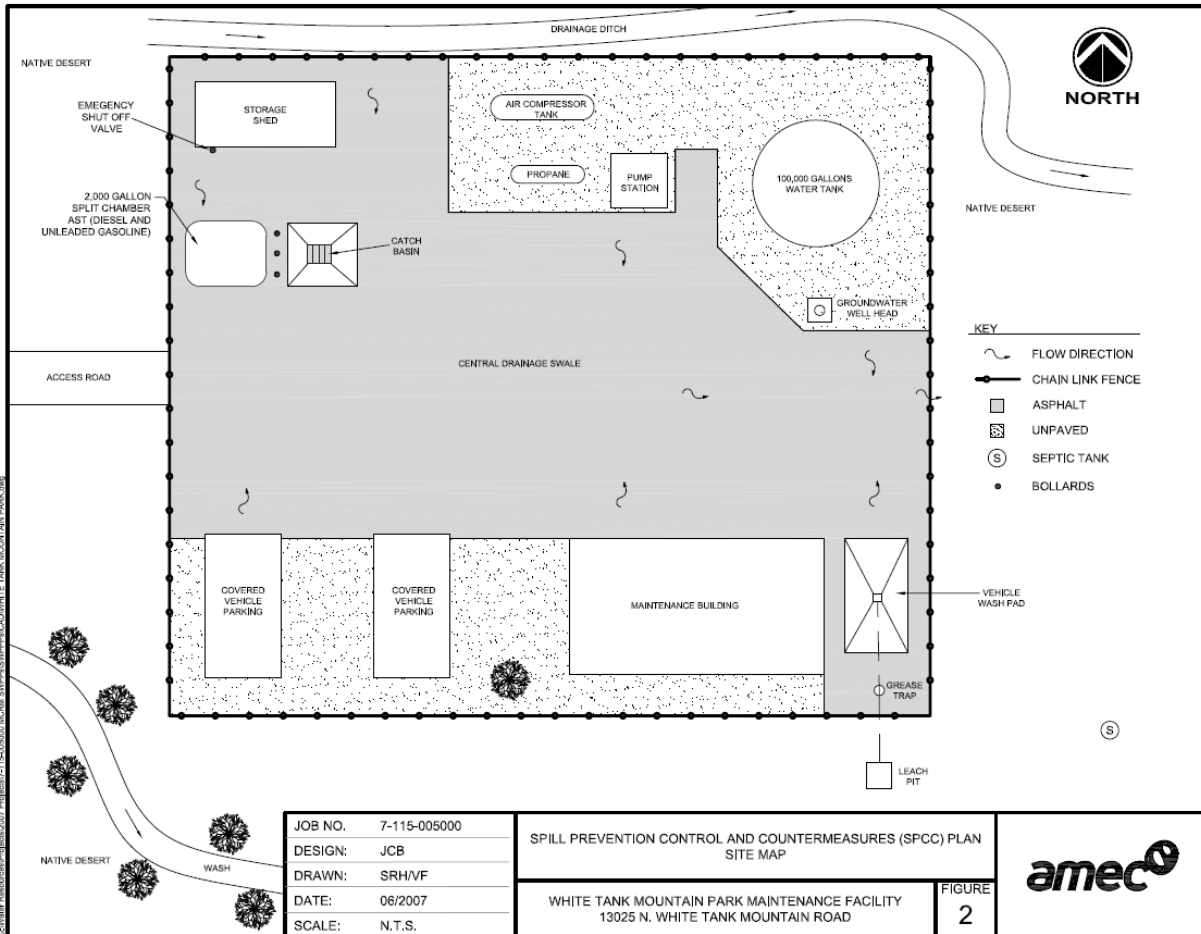 DRAINAGE DITCH
NATIVE DESERT
NORTH
EMEGENCY
SHUT OFF
VALVE
STORAGE
SHED
AIR COMPRESSOR
TANK
PROPANE
PUMP
STATION
100,000 GALLONS
WATER TANK
2,000 GALLON
SPLIT CHAMBER
AST (DIESEL AND
UNLEADED GASOLINE)
NATIVE DESERT
CATCH
BASIN
GROUNDWATER
WELL HEAD
ACCESS ROAD
CENTRAL DRAINAGE SWALE
KEY
FLOW DIRECTION
CHAIN LINK FENCE
ASPHALT
UNPAVED
S
SEPTIC TANK
BOLLARDS
COVERED
VEHICLE
PARKING
COVERED
VEHICLE
PARKING
MAINTENANCE BUILDING
VEHICLE
WASH PAD
GREASE
TRAP
S
LEACH
PIT
NATIVE DESERT
WASH
JOB NO. 7-115-005000
DESIGN: JCB
DRAWN: SRH/VF
DATE: 06/2007
SCALE: N.T.S.
SPILL PREVENTION CONTROL AND COUNTERMEASURES (SPCC) PLAN
SITE MAP
WHITE TANK MOUNTAIN PARK MAINTENANCE FACILITY
13025 N. WHITE TANK MOUNTAIN ROAD
FIGURE
2
amec